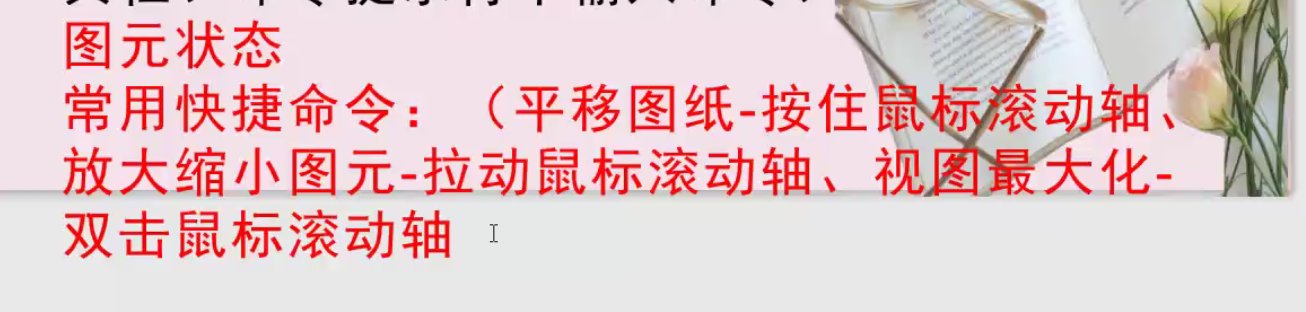 图元状态
常用快捷命令：（平移图纸-按住鼠标滚动轴、
放大缩小图元-拉动鼠标滚动轴、视图最大化-
双击鼠标滚动轴